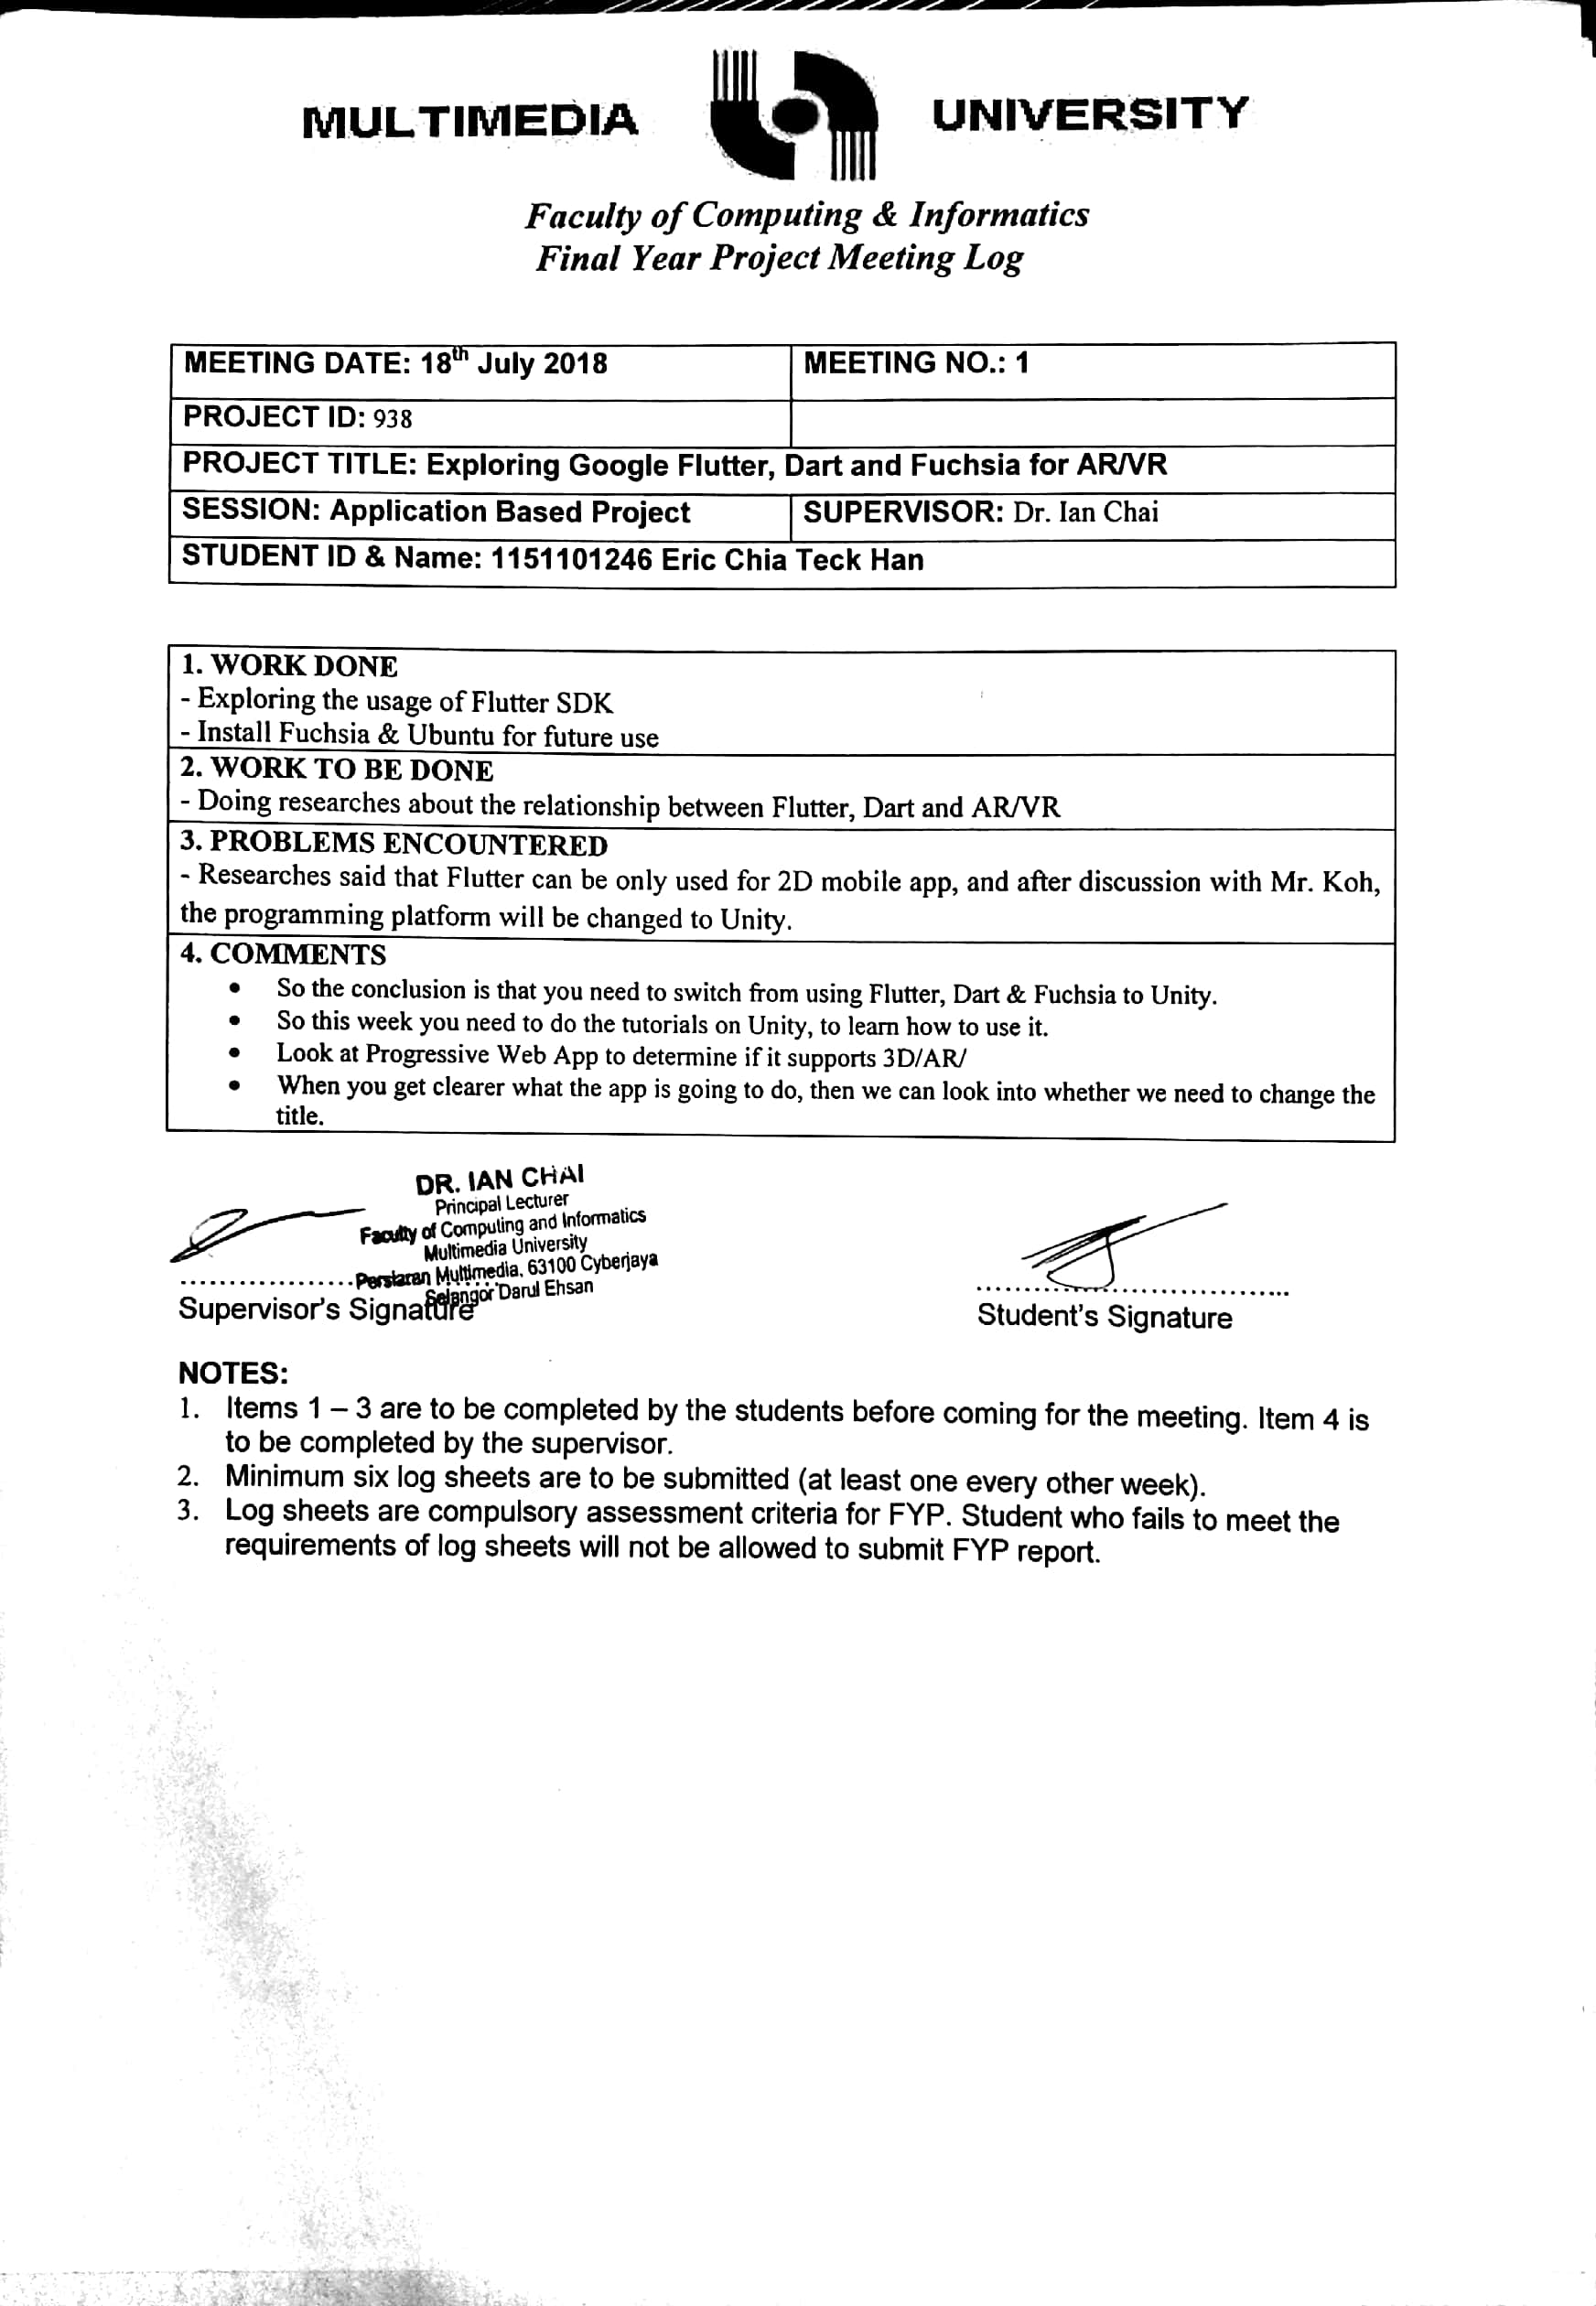 MULTIMEDIA UNIVERSITY
Faculty of Computing & Informatics
Final Year Project Meeting Log
MEETING DATE: 18th July 2018 MEETING NO.: 1
PROJECT ID: 938
PROJECT TITLE: Exploring Google Flutter, Dart and Fuchsia for AR/VR
SESSION: Application Based Project SUPERVISOR: Dr. Ian Chai
STUDENT ID & Name: 1151101246 Eric Chia Teck Han
1. WORK DONE
- Exploring the usage of Flutter SDK
- Install Fuchsia & Ubuntu for future use
2. WORK TO BE DONE
- Doing researches about the relationship between Flutter, Dart and AR/VR
3. PROBLEMS ENCOUNTERED
- Researches said that Flutter can be only used for 2D mobile app, and after discussion with Mr. Koh,
the programming platform will be changed to Unity.
4. COMMENTS
• So the conclusion is that you need to switch from using Flutter, Dart & Fuchsia to Unity.
• So this week you need to do the tutorials on Unity, to learn how to use it.
• Look at Progressive Web App to determine if it supports 3D/AR/
• When you get clearer what the app is going to do, then we can look into whether we need to change the
title.
DR. IAN CHAI
Principal Lecturer
Faculty of Computing and Informatics
Multimedia University
Persiaran Multimedia, 63100 Cyberjaya
Selangor Darul Ehsan
Supervisor's Signature
Student's Signature
NOTES:
1. Items 1 – 3 are to be completed by the students before coming for the meeting. Item 4 is
to be completed by the supervisor.
2. Minimum six log sheets are to be submitted (at least one every other week).
3. Log sheets are compulsory assessment criteria for FYP. Student who fails to meet the
requirements of log sheets will not be allowed to submit FYP report.